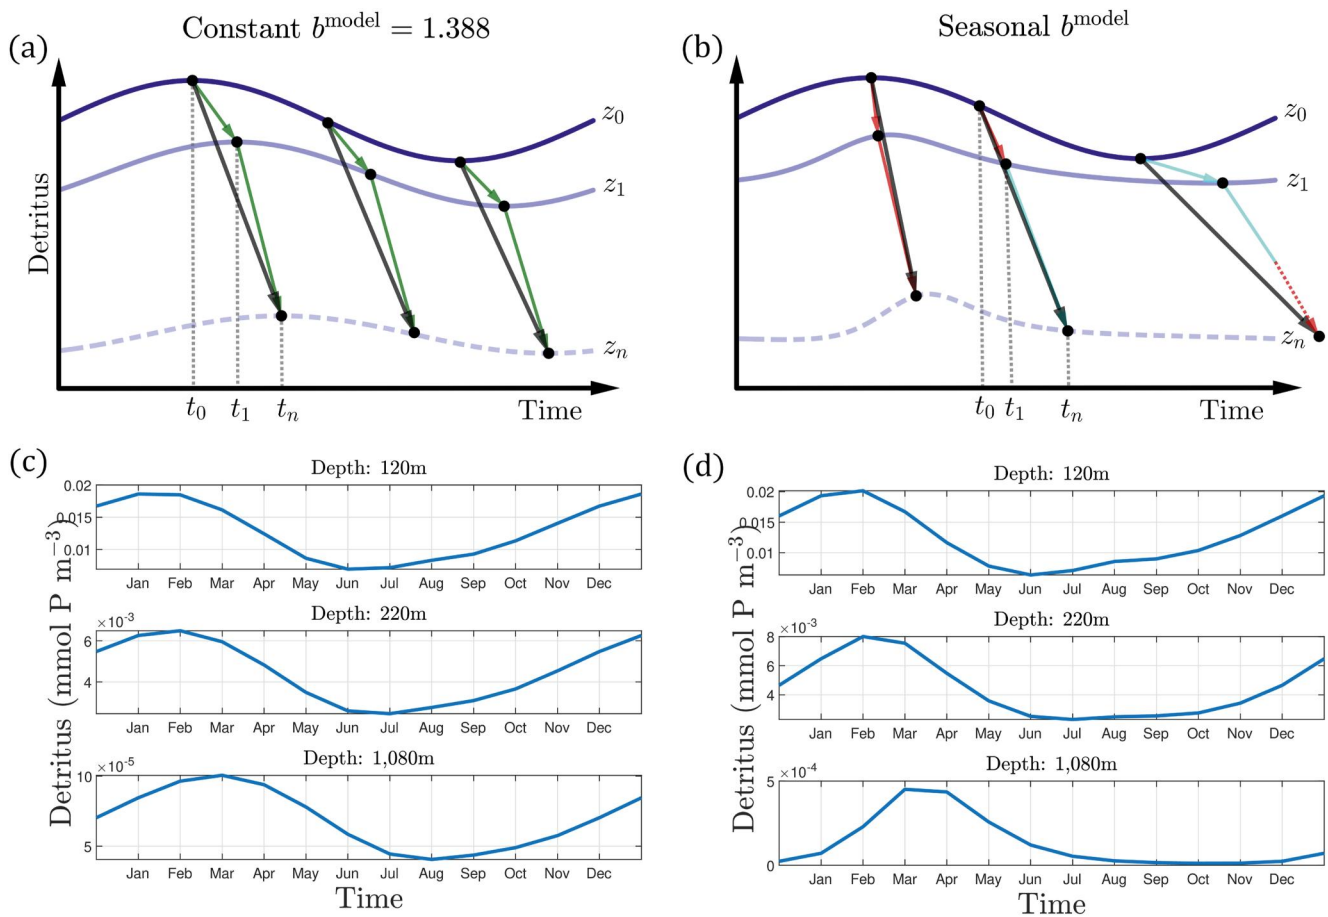 (a)
Constant b^model = 1.388
Detritus
z0
z1
zn
t0 t1 tn
Time
(b)
Seasonal b^model
z0
z1
zn
t0 t1 tn
Time
(c)
Depth: 120m
0.02
0.015
0.01
Jan Feb Mar Apr May Jun Jul Aug Sep Oct Nov Dec
×10^-3
Depth: 220m
6
4
Jan Feb Mar Apr May Jun Jul Aug Sep Oct Nov Dec
×10^-5
Depth: 1,080m
10
5
Jan Feb Mar Apr May Jun Jul Aug Sep Oct Nov Dec
Detritus (mmol P m^−3)
Time
(d)
Depth: 120m
0.02
0.015
0.01
Jan Feb Mar Apr May Jun Jul Aug Sep Oct Nov Dec
×10^-3
Depth: 220m
8
6
4
Jan Feb Mar Apr May Jun Jul Aug Sep Oct Nov Dec
×10^-4
Depth: 1,080m
5
0
Jan Feb Mar Apr May Jun Jul Aug Sep Oct Nov Dec
Detritus (mmol P m^−3)
Time